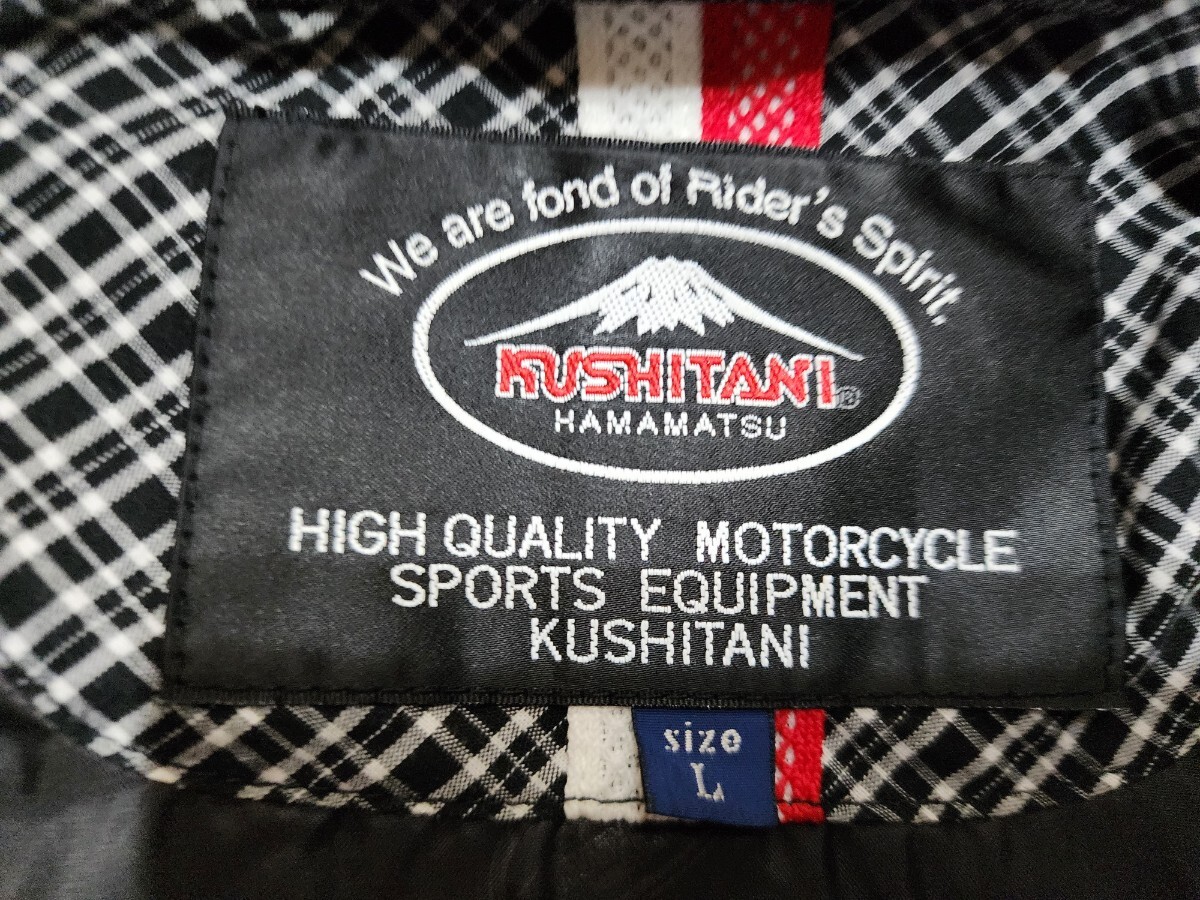 We are fond of Rider's Spirit.
KUSHITANI®
HAMAMATSU
HIGH QUALITY MOTORCYCLE
SPORTS EQUIPMENT
KUSHITANI
size
L